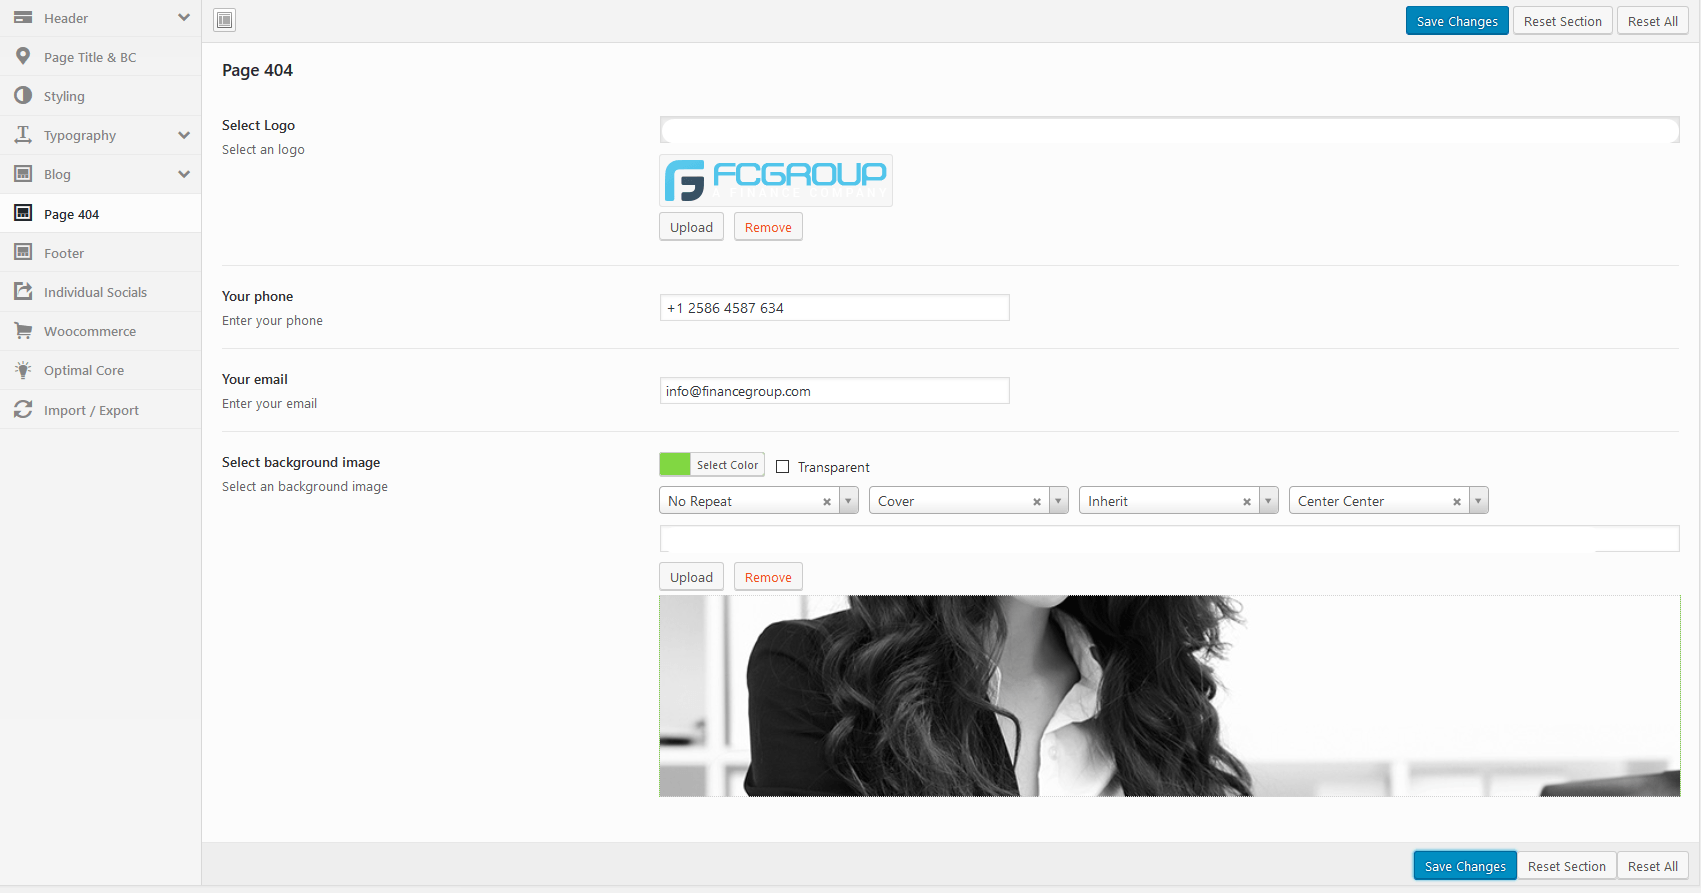 Header
Page Title & BC
Styling
Typography
Blog
Page 404
Footer
Individual Socials
Woocommerce
Optimal Core
Import / Export
Save Changes
Reset Section
Reset All
Page 404
Select Logo
Select an logo
FCGROUP
A FINANCE COMPANY
Upload
Remove
Your phone
Enter your phone
+1 2586 4587 634
Your email
Enter your email
info@financegroup.com
Select background image
Select an background image
Select Color
Transparent
No Repeat
Cover
Inherit
Center Center
Upload
Remove
Save Changes
Reset Section
Reset All